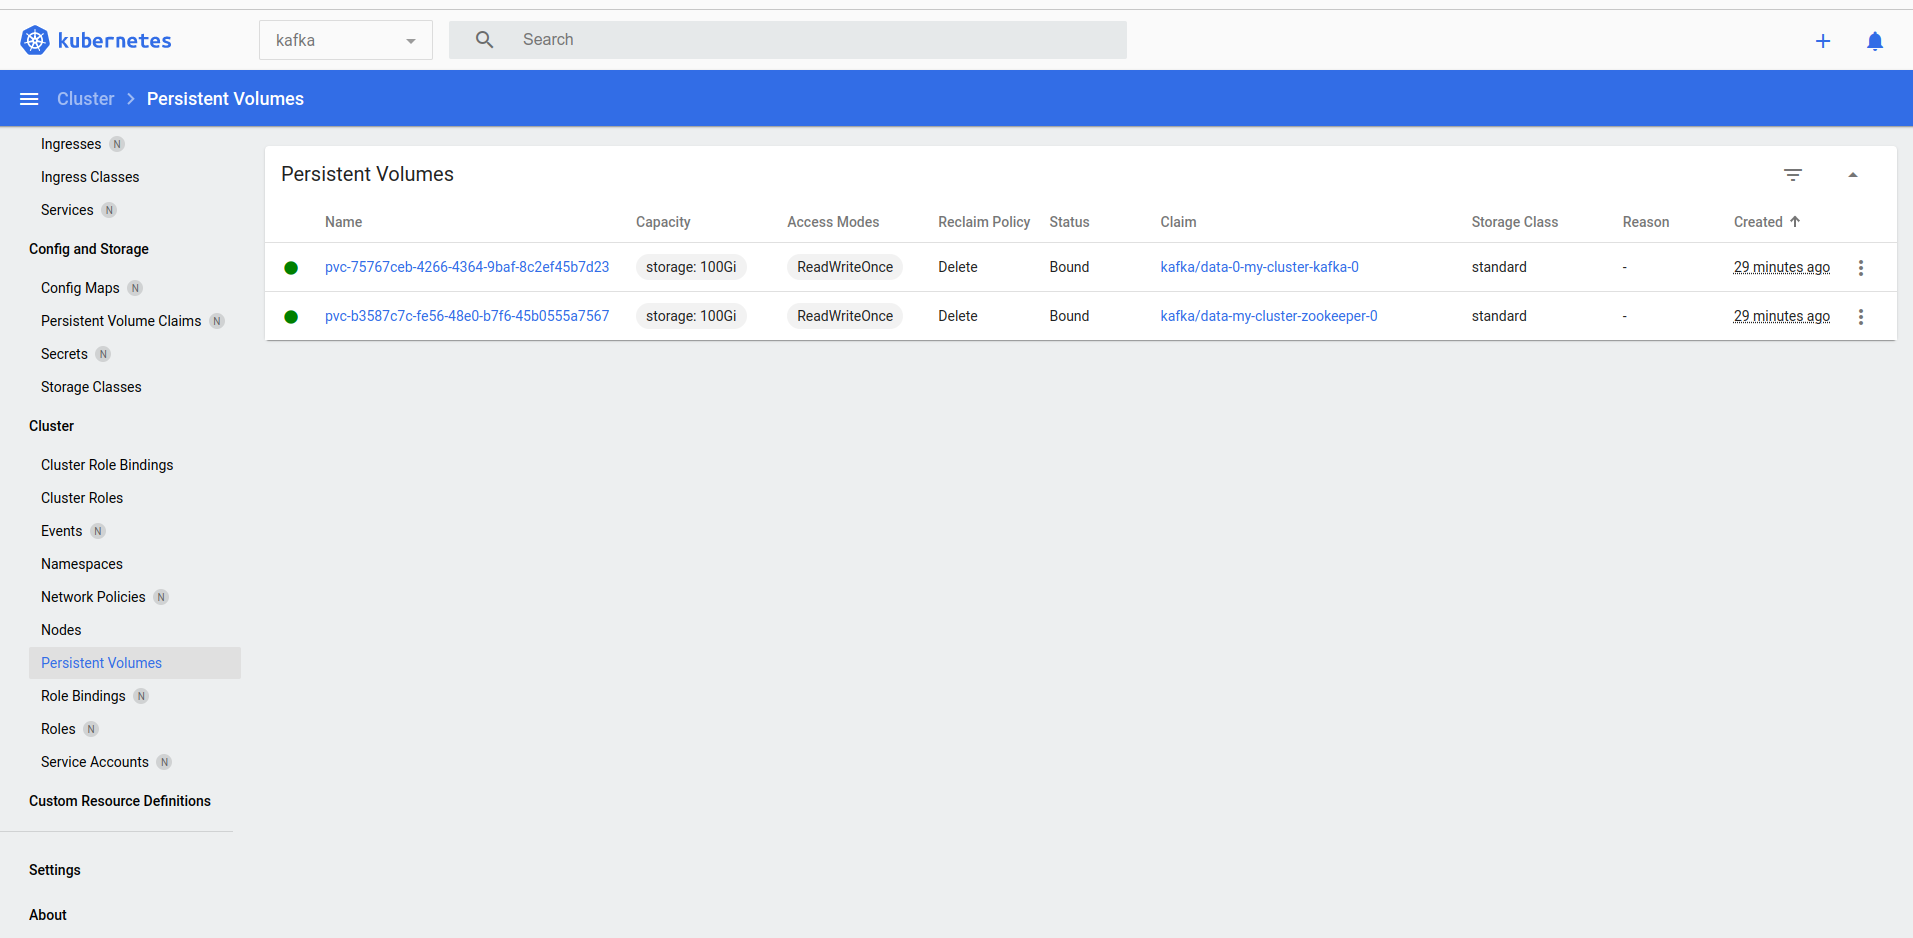 kubernetes
kafka
Search
Cluster Persistent Volumes
Ingresses N
Ingress Classes
Services N
Config and Storage
Config Maps N
Persistent Volume Claims N
Secrets N
Storage Classes
Cluster
Cluster Role Bindings
Cluster Roles
Events N
Namespaces
Network Policies N
Nodes
Persistent Volumes
Role Bindings N
Roles N
Service Accounts N
Custom Resource Definitions
Settings
About
Persistent Volumes
Name Capacity Access Modes Reclaim Policy Status Claim Storage Class Reason Created
pvc-75767ceb-4266-4364-9baf-8c2ef45b7d23 storage: 100Gi ReadWriteOnce Delete Bound kafka/data-0-my-cluster-kafka-0 standard - 29 minutes ago
pvc-b3587c7c-fe56-48e0-b7f6-45b0555a7567 storage: 100Gi ReadWriteOnce Delete Bound kafka/data-my-cluster-zookeeper-0 standard - 29 minutes ago